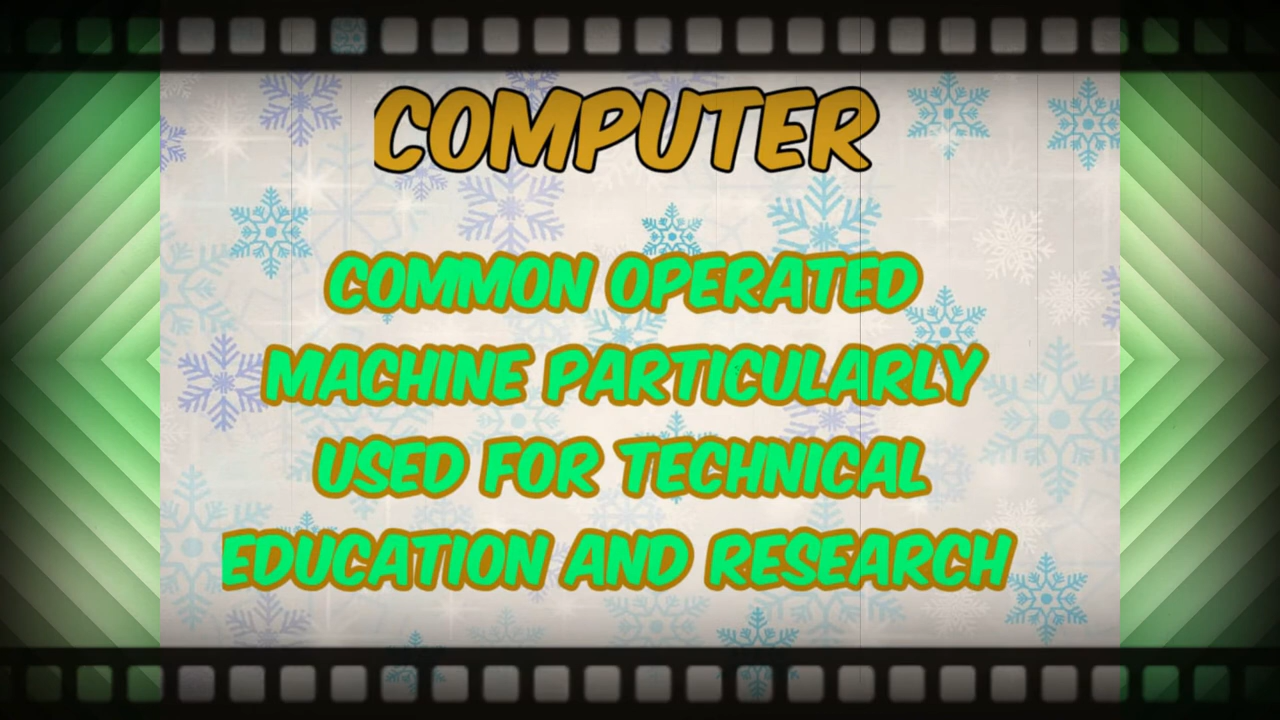 COMPUTER
COMMON OPERATED
MACHINE PARTICULARLY
USED FOR TECHNICAL
EDUCATION AND RESEARCH